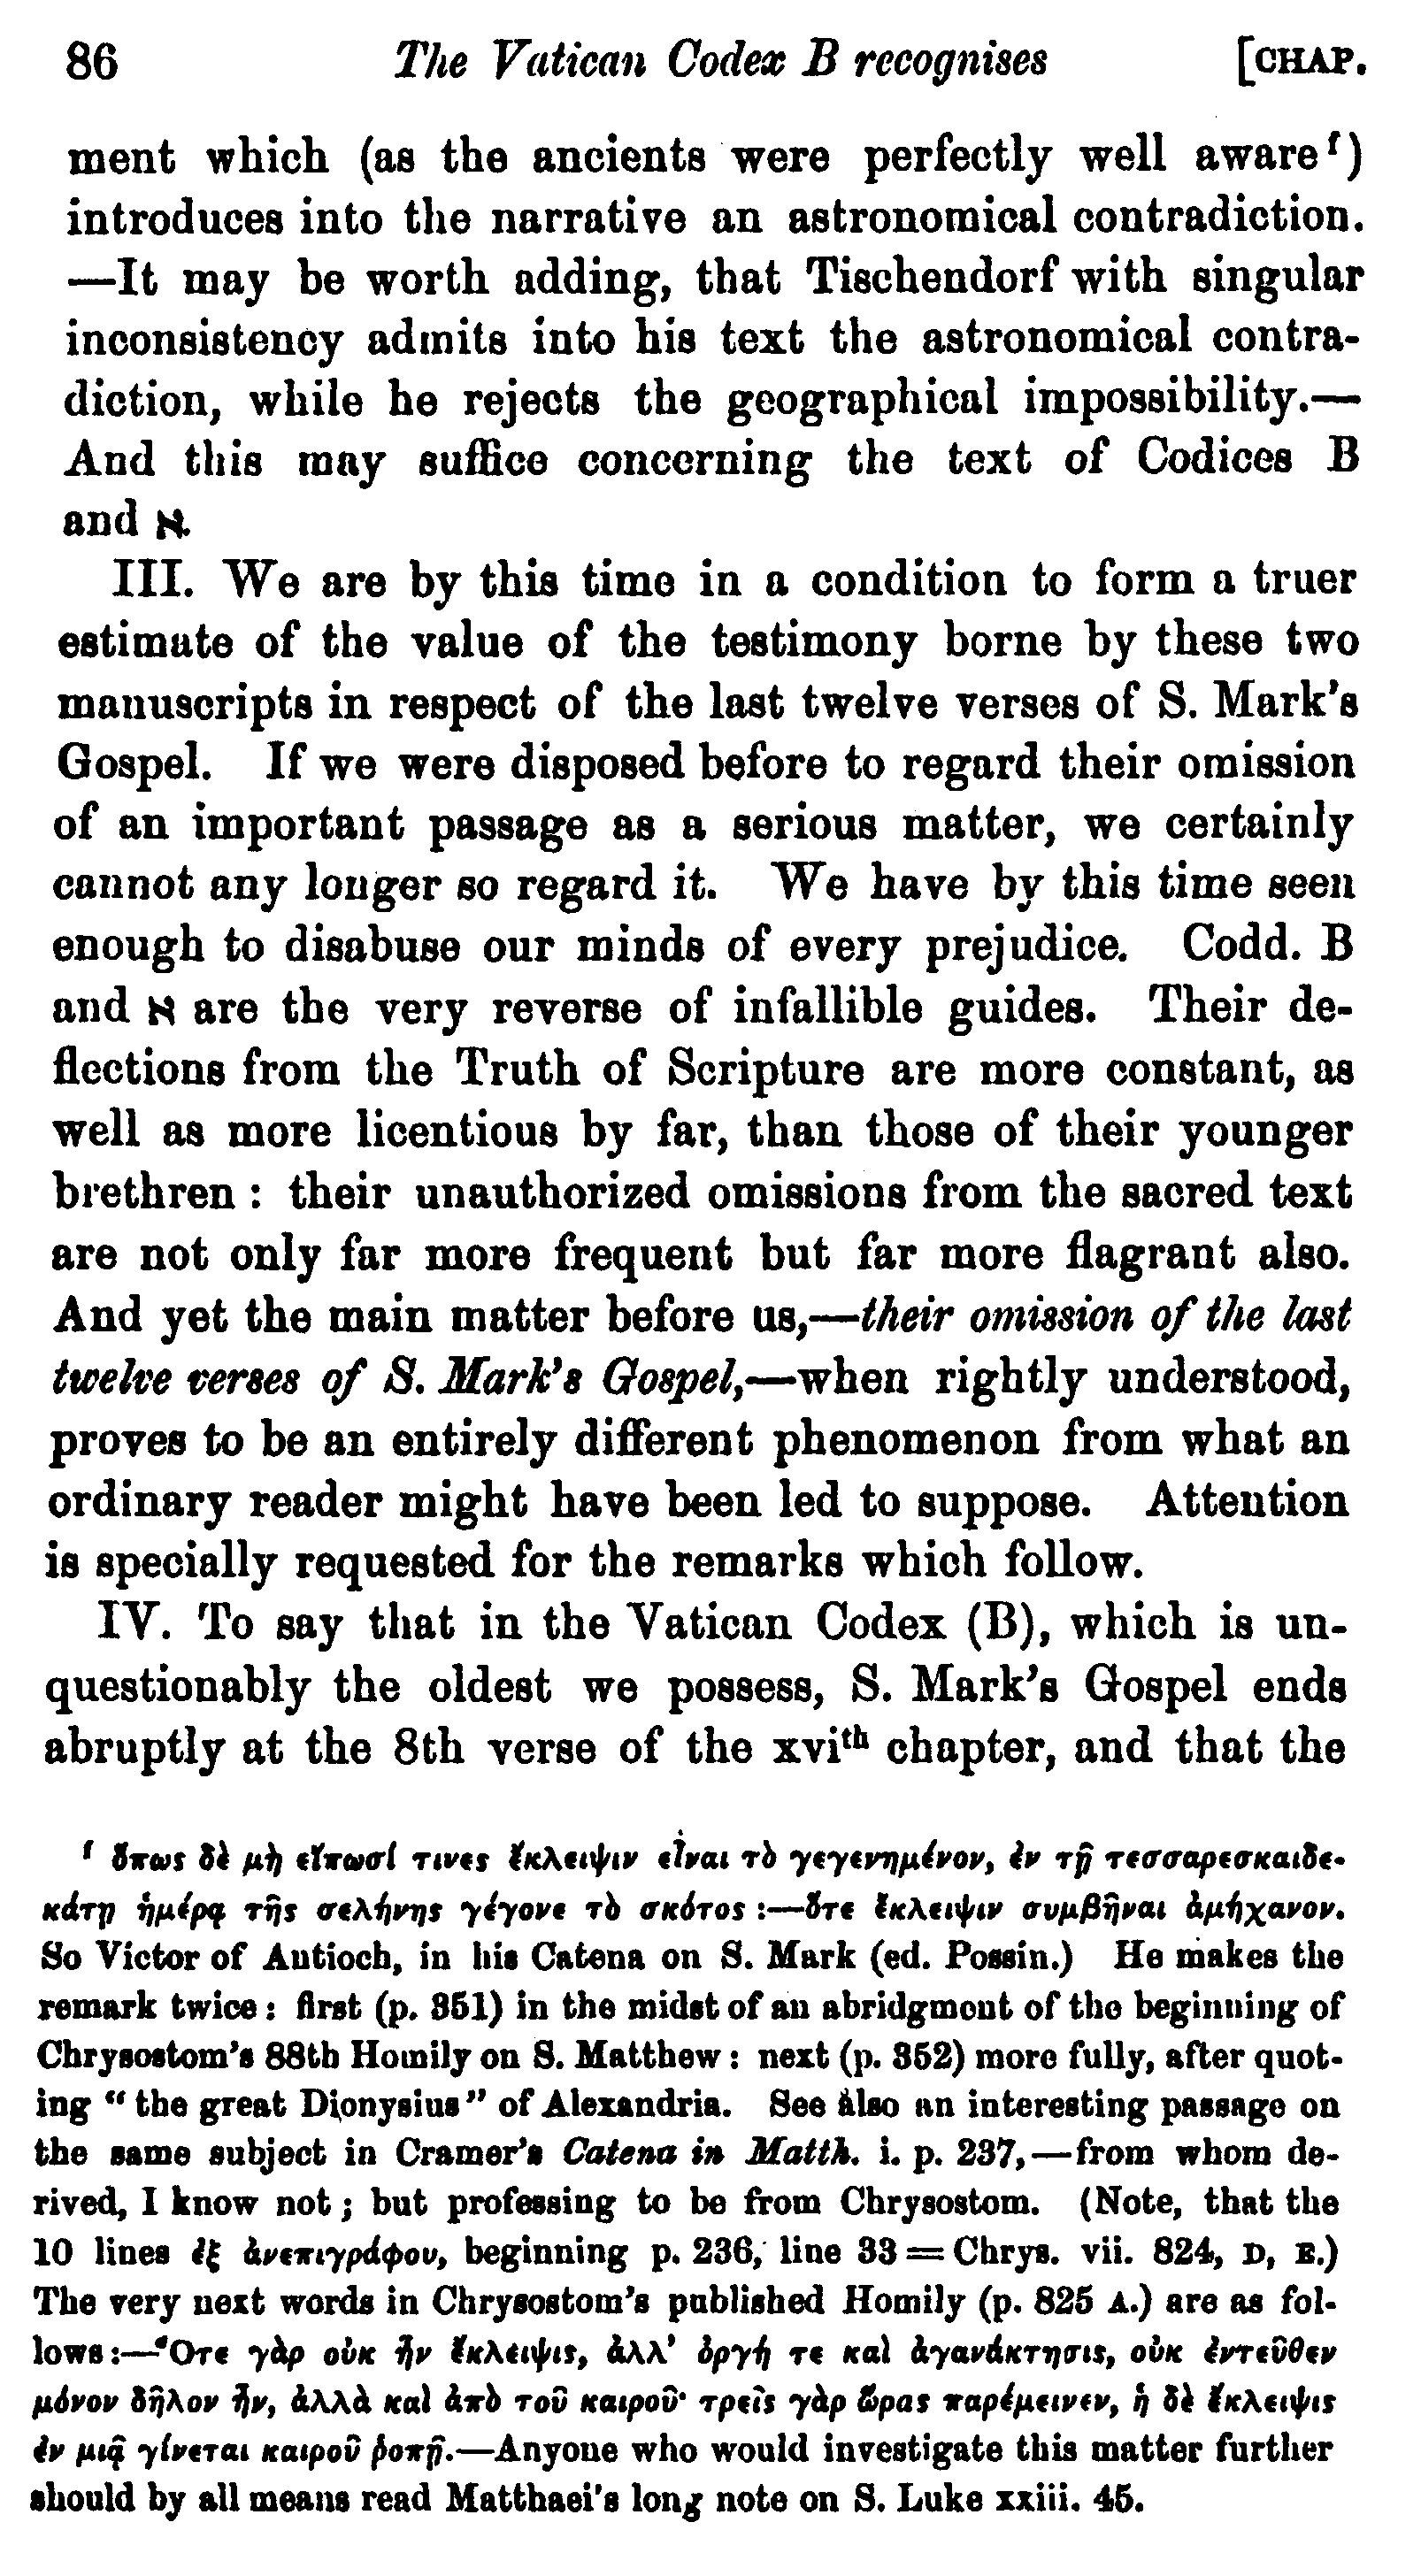 86 The Vatican Codex B recognises [CHAP.
ment which (as the ancients were perfectly well aware f)
introduces into the narrative an astronomical contradiction.
—It may be worth adding, that Tischendorf with singular
inconsistency admits into his text the astronomical contra-
diction, while he rejects the geographical impossibility.—
And this may suffice concerning the text of Codices B
and א.
III. We are by this time in a condition to form a truer
estimate of the value of the testimony borne by these two
manuscripts in respect of the last twelve verses of S. Mark's
Gospel. If we were disposed before to regard their omission
of an important passage as a serious matter, we certainly
cannot any longer so regard it. We have by this time seen
enough to disabuse our minds of every prejudice. Codd. B
and א are the very reverse of infallible guides. Their de-
flections from the Truth of Scripture are more constant, as
well as more licentious by far, than those of their younger
brethren : their unauthorized omissions from the sacred text
are not only far more frequent but far more flagrant also.
And yet the main matter before us,—their omission of the last
twelve verses of S. Mark's Gospel,—when rightly understood,
proves to be an entirely different phenomenon from what an
ordinary reader might have been led to suppose. Attention
is specially requested for the remarks which follow.
IV. To say that in the Vatican Codex (B), which is un-
questionably the oldest we possess, S. Mark's Gospel ends
abruptly at the 8th verse of the xvith chapter, and that the
f ὅπως δὲ μὴ εἴπωσί τινες ἔκλειψιν εἶναι τὸ γεγενημένον, ἐν τῇ τεσσαρεσκαιδε-
κάτῃ ἡμέρᾳ τῆς σελήνης γέγονε τὸ σκότος :—ὅτε ἔκλειψιν συμβῆναι ἀμήχανον.
So Victor of Antioch, in his Catena on S. Mark (ed. Possin.) He makes the
remark twice : first (p. 351) in the midst of an abridgment of the beginning of
Chrysostom's 88th Homily on S. Matthew : next (p. 352) more fully, after quot-
ing "the great Dionysius" of Alexandria. See also an interesting passage on
the same subject in Cramer's Catena in Matth. i. p. 237,—from whom de-
rived, I know not ; but professing to be from Chrysostom. (Note, that the
10 lines ἐξ ἀνεπιγράφου, beginning p. 236, line 33 = Chrys. vii. 824, D, E.)
The very next words in Chrysostom's published Homily (p. 825 A.) are as fol-
lows :—Ὅτε γὰρ οὐκ ἦν ἔκλειψις, ἀλλ' ὀργή τε καὶ ἀγανάκτησις, οὐκ ἐντεῦθεν
μόνον δῆλον ἦν, ἀλλὰ καὶ ἀπὸ τοῦ καιροῦ· τρεῖς γὰρ ὥρας παρέμεινεν, ἡ δὲ ἔκλειψις
ἐν μιᾷ γίνεται καιροῦ ῥοπῇ.—Anyone who would investigate this matter further
should by all means read Matthaei's long note on S. Luke xxiii. 45.